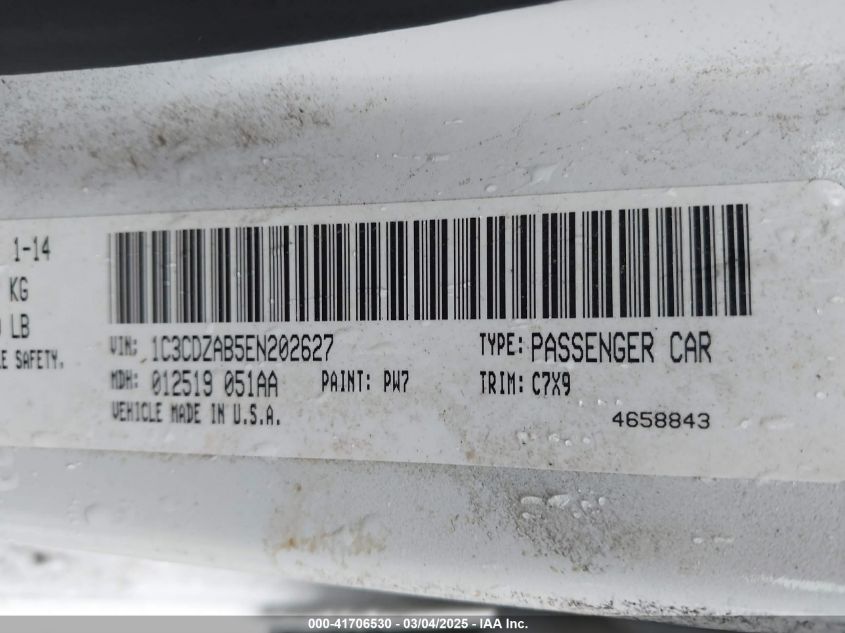 1-14
KG
LB
E SAFETY.
VIN: 1C3CDZAB5EN202627
TYPE: PASSENGER CAR
MDH: 012519 051AA
PAINT: PW7
TRIM: C7X9
VEHICLE MADE IN U.S.A.
4658843
000-41706530 - 03/04/2025 - IAA Inc.